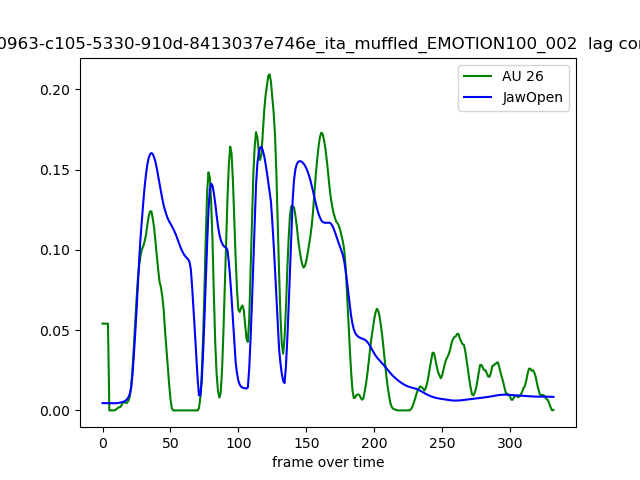 0963-c105-5330-910d-8413037e746e_ita_muffled_EMOTION100_002 lag cor
AU 26
JawOpen
0.20
0.15
0.10
0.05
0.00
0 50 100 150 200 250 300
frame over time